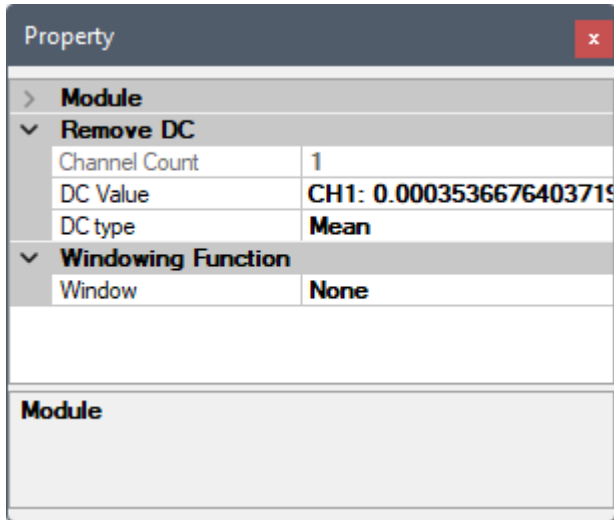 Property
x
Module
Remove DC
Channel Count 1
DC Value CH1: 0.0003536676403719
DC type Mean
Windowing Function
Window None
Module